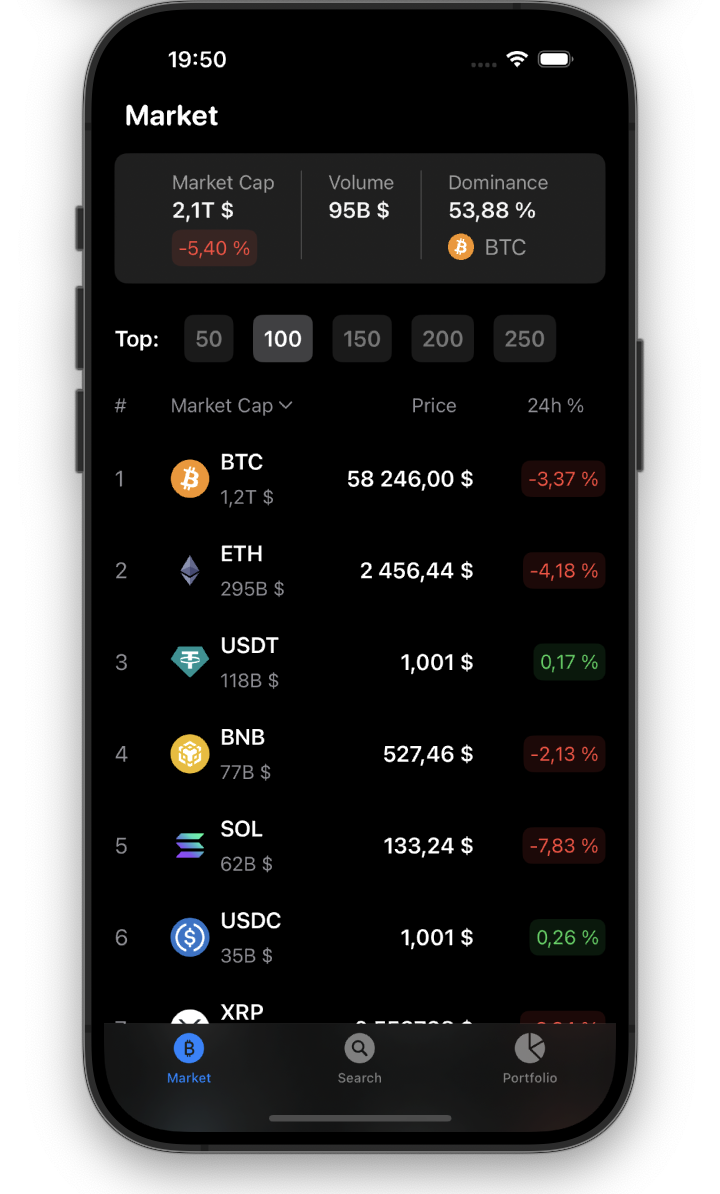 19:50
Market
Market Cap Volume Dominance
2,1T $ 95B $ 53,88 %
-5,40 % BTC
Top: 50 100 150 200 250
# Market Cap Price 24h %
1 BTC 58 246,00 $ -3,37 %
1,2T $
2 ETH 2 456,44 $ -4,18 %
295B $
3 USDT 1,001 $ 0,17 %
118B $
4 BNB 527,46 $ -2,13 %
77B $
5 SOL 133,24 $ -7,83 %
62B $
6 USDC 1,001 $ 0,26 %
35B $
XRP
Market Search Portfolio